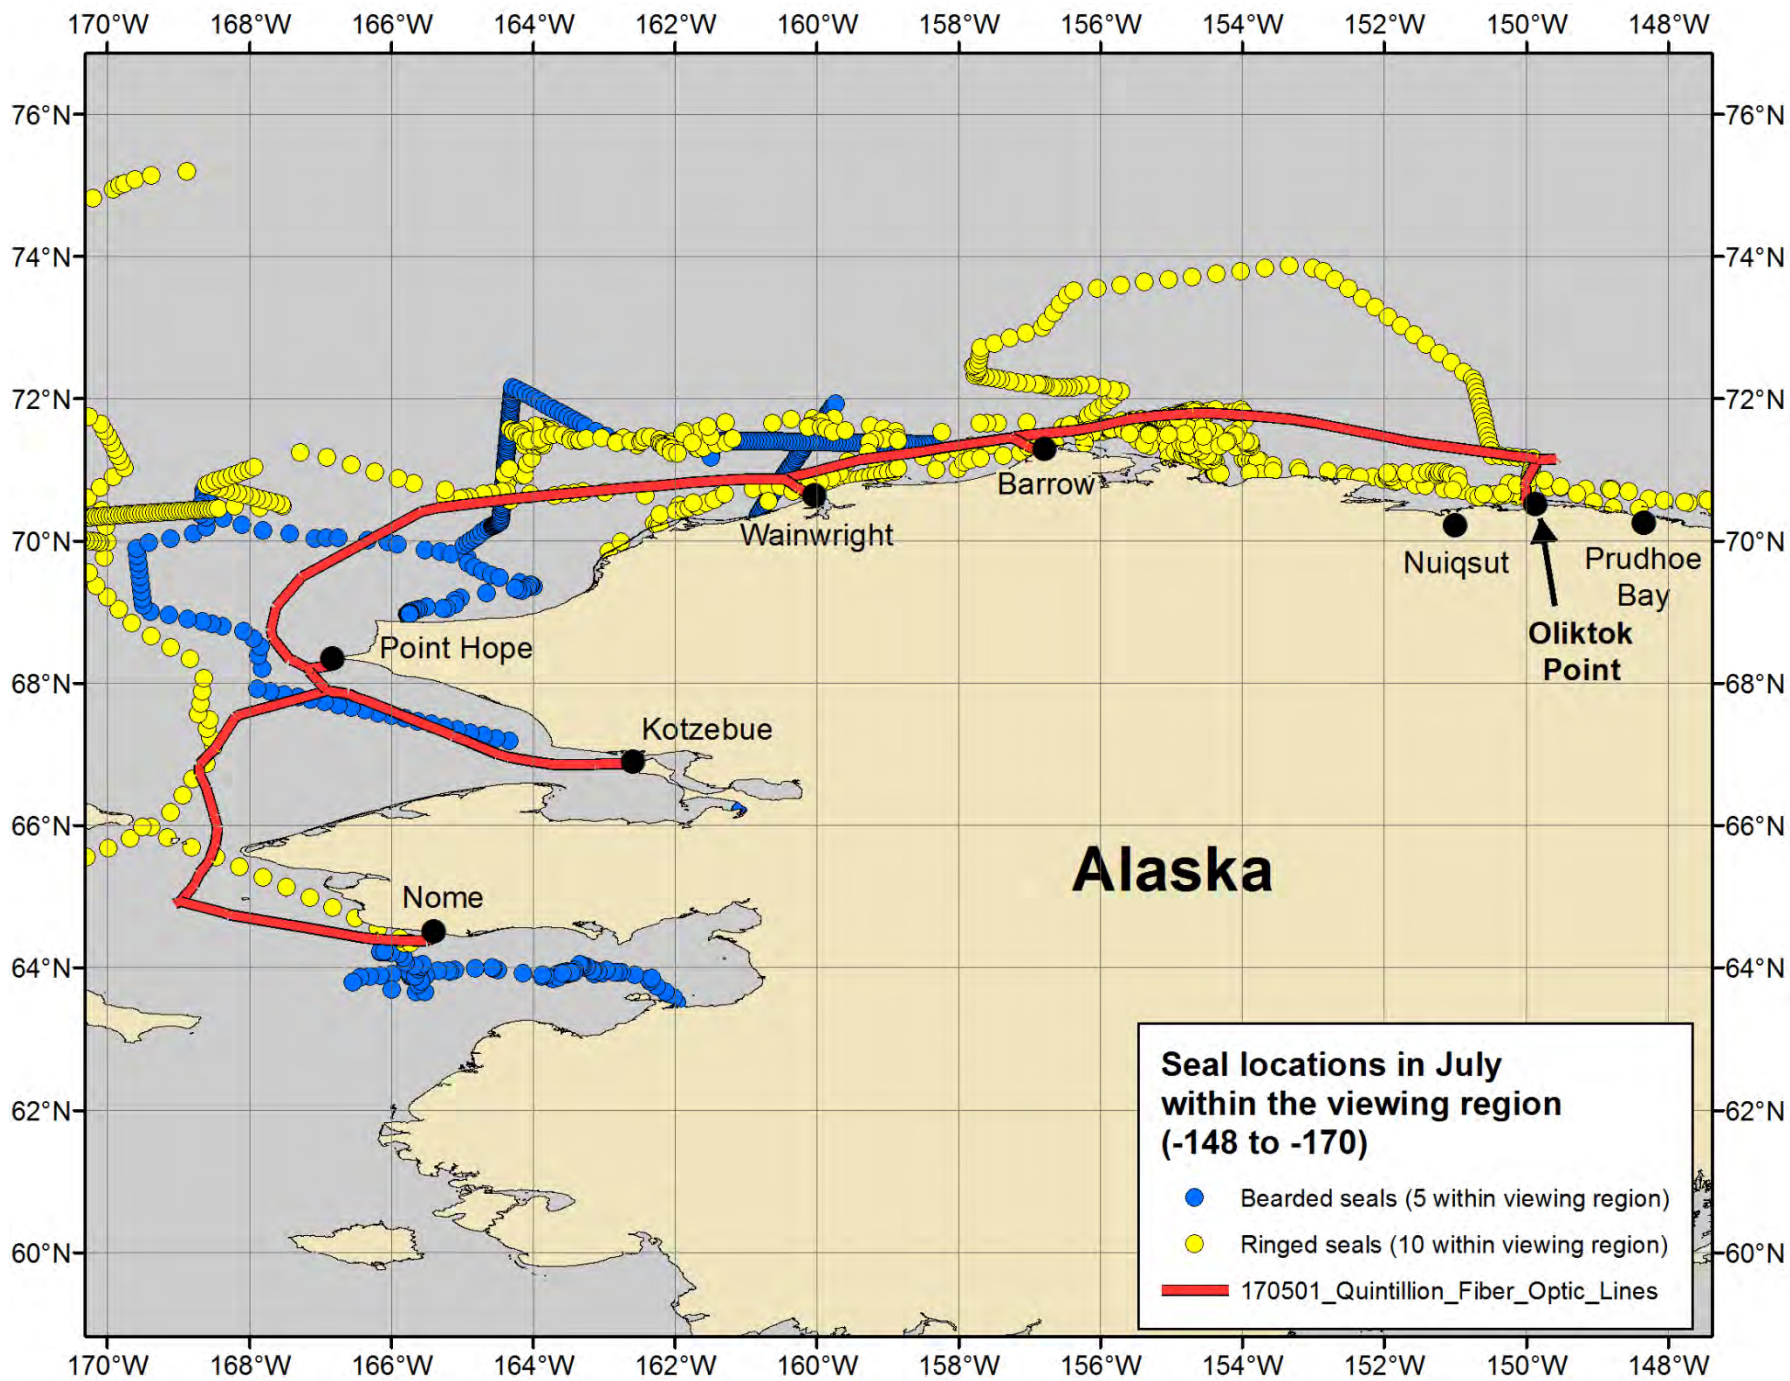 170°W 168°W 166°W 164°W 162°W 160°W 158°W 156°W 154°W 152°W 150°W 148°W
76°N 76°N
74°N 74°N
72°N 72°N
Barrow
Wainwright
70°N 70°N
Nuiqsut
Prudhoe
Bay
Oliktok
Point
Point Hope
68°N 68°N
Kotzebue
66°N 66°N
Alaska
Nome
64°N 64°N
Seal locations in July
within the viewing region
(-148 to -170)
62°N 62°N
Bearded seals (5 within viewing region)
Ringed seals (10 within viewing region)
60°N 60°N
170501_Quintillion_Fiber_Optic_Lines
170°W 168°W 166°W 164°W 162°W 160°W 158°W 156°W 154°W 152°W 150°W 148°W